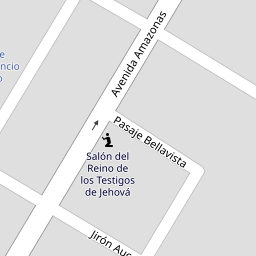 Avenida Amazonas
Pasaje Bellavista
Salón del
Reino de
los Testigos
de Jehová